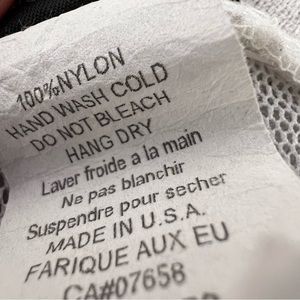 100%NYLON
HAND WASH COLD
DO NOT BLEACH
HANG DRY
Laver froide a la main
Ne pas blanchir
Suspendre pour secher
MADE IN U.S.A.
FARIQUE AUX EU
CA#07658